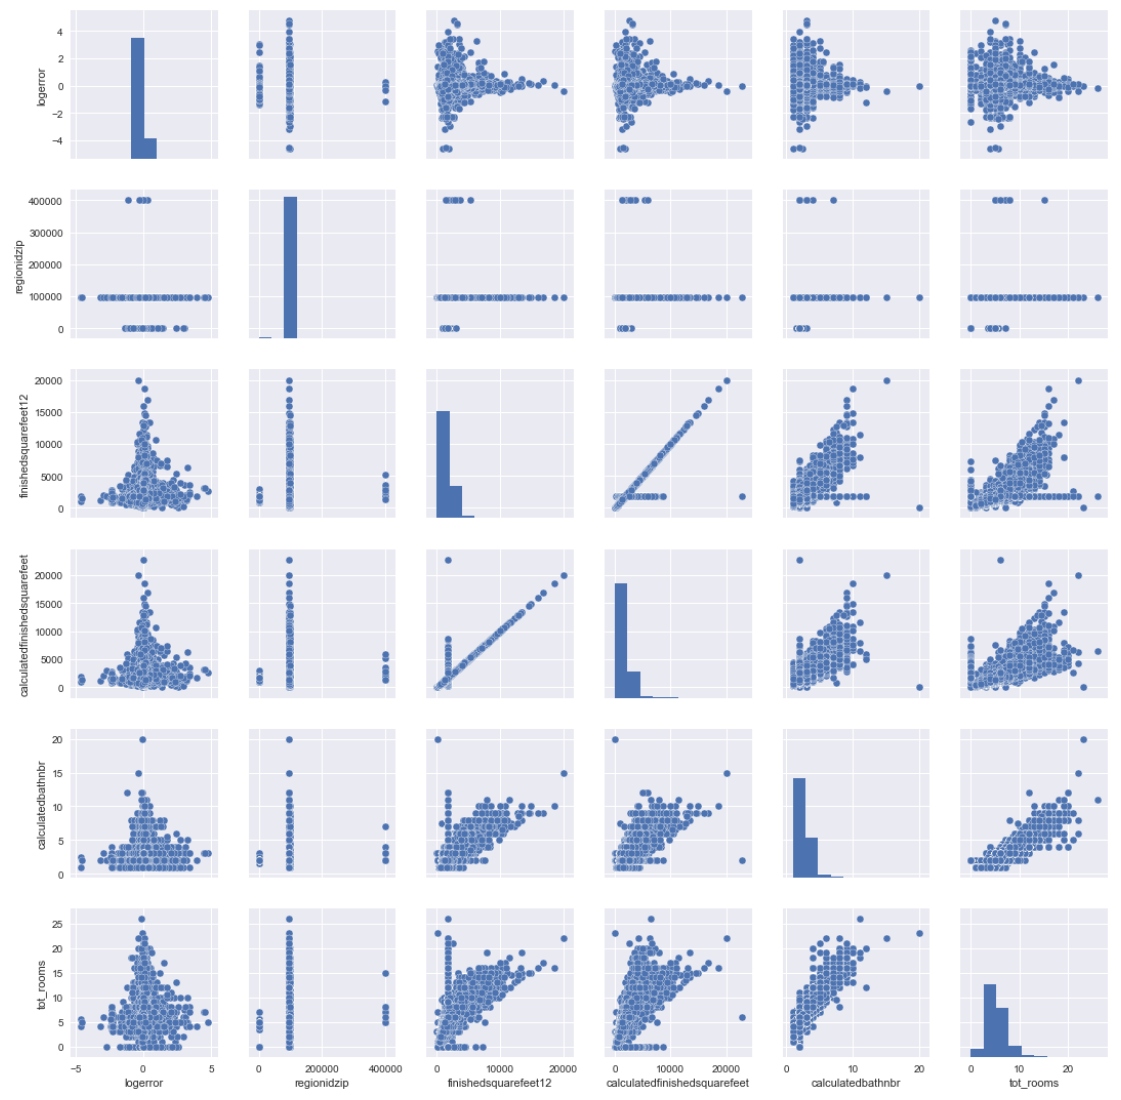 4
2
0
−2
−4
logerror
400000
300000
200000
100000
0
regionidzip
20000
15000
10000
5000
0
finishedsquarefeet12
20000
15000
10000
5000
0
calculatedfinishedsquarefeet
20
15
10
5
0
calculatedbathnbr
25
20
15
10
5
0
tot_rooms
−5 0 5
logerror
0 200000 400000
regionidzip
0 10000 20000
finishedsquarefeet12
0 10000 20000
calculatedfinishedsquarefeet
0 10 20
calculatedbathnbr
0 10 20
tot_rooms